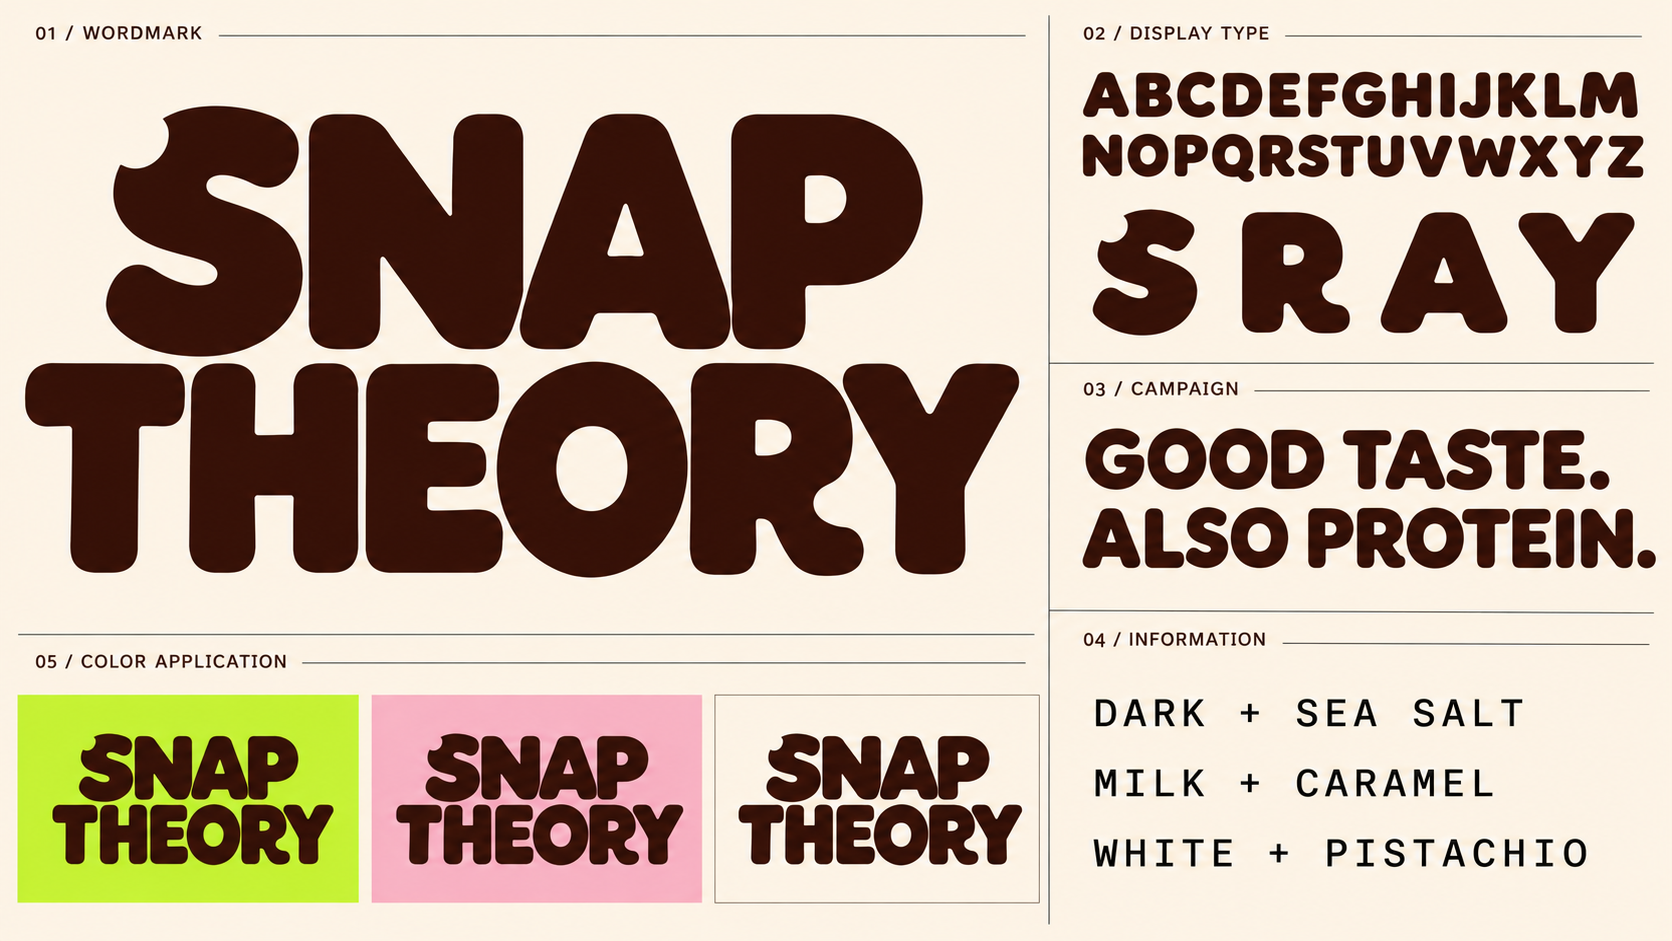 01 / WORDMARK
SNAP
THEORY
02 / DISPLAY TYPE
ABCDEFGHIJKLM
NOPQRSTUVWXYZ
S R A Y
03 / CAMPAIGN
GOOD TASTE.
ALSO PROTEIN.
04 / INFORMATION
DARK + SEA SALT
MILK + CARAMEL
WHITE + PISTACHIO
05 / COLOR APPLICATION
SNAP
THEORY
SNAP
THEORY
SNAP
THEORY